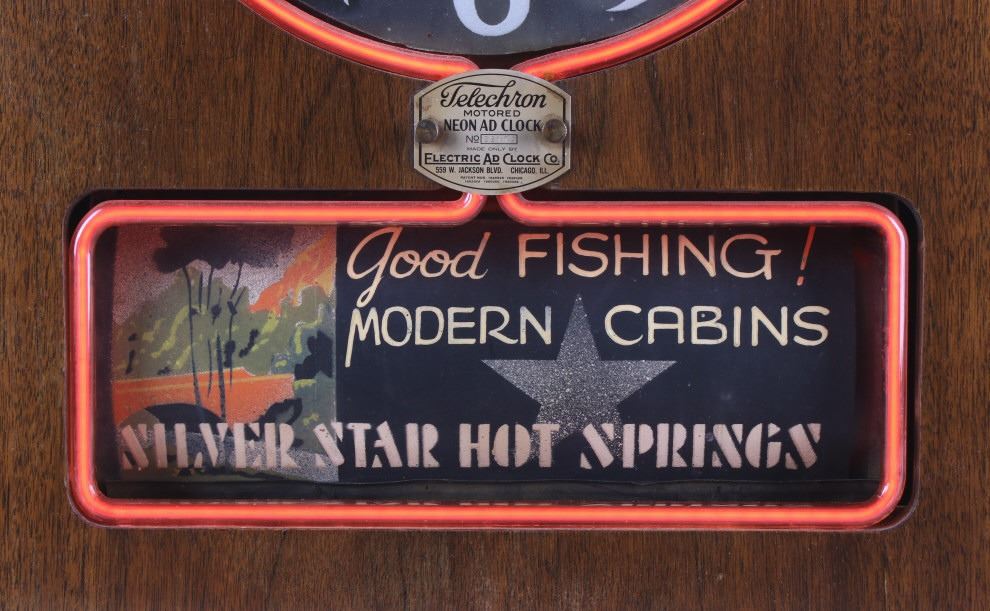 6
Telechron
MOTORED
NEON AD CLOCK
No
MADE ONLY BY
ELECTRIC AD CLOCK CO.
559 W. JACKSON BLVD. CHICAGO, ILL.
Good FISHING!
MODERN CABINS
SILVER STAR HOT SPRINGS